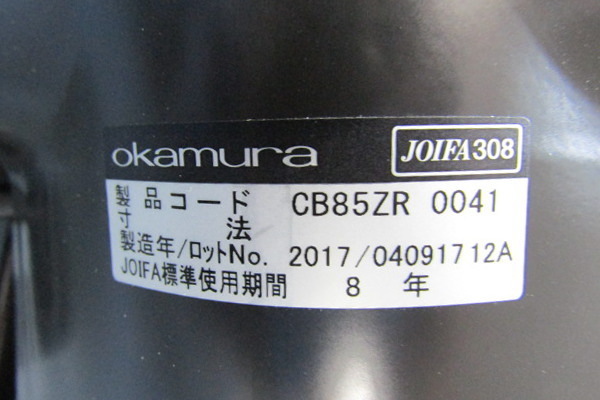 okamura JOIFA308
製品コード CB85ZR 0041
寸法
製造年/ロットNo. 2017/04091712A
JOIFA標準使用期間 8 年